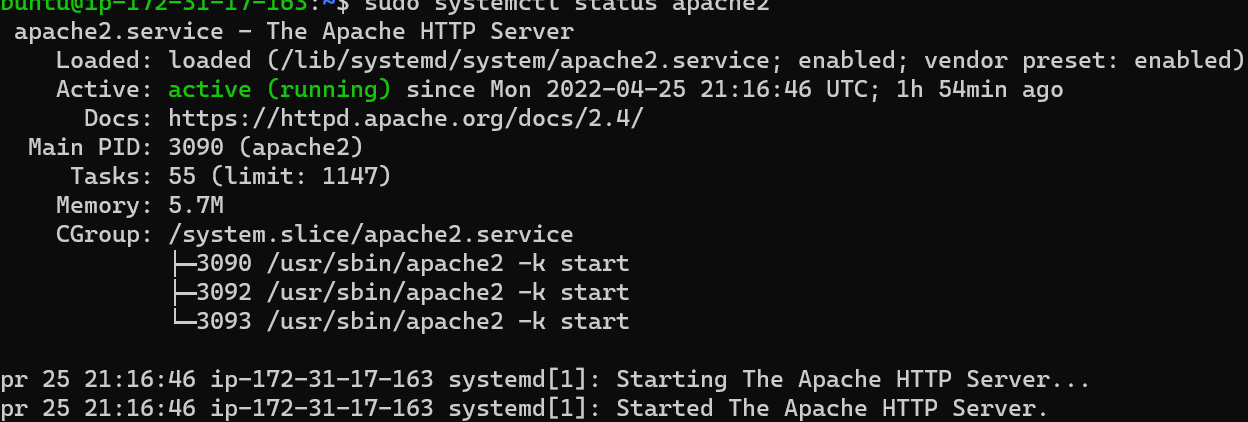 buntu@ip-172-31-17-163:~$ sudo systemctl status apache2
apache2.service - The Apache HTTP Server
Loaded: loaded (/lib/systemd/system/apache2.service; enabled; vendor preset: enabled)
Active: active (running) since Mon 2022-04-25 21:16:46 UTC; 1h 54min ago
Docs: https://httpd.apache.org/docs/2.4/
Main PID: 3090 (apache2)
Tasks: 55 (limit: 1147)
Memory: 5.7M
CGroup: /system.slice/apache2.service
├─3090 /usr/sbin/apache2 -k start
├─3092 /usr/sbin/apache2 -k start
└─3093 /usr/sbin/apache2 -k start
pr 25 21:16:46 ip-172-31-17-163 systemd[1]: Starting The Apache HTTP Server...
pr 25 21:16:46 ip-172-31-17-163 systemd[1]: Started The Apache HTTP Server.